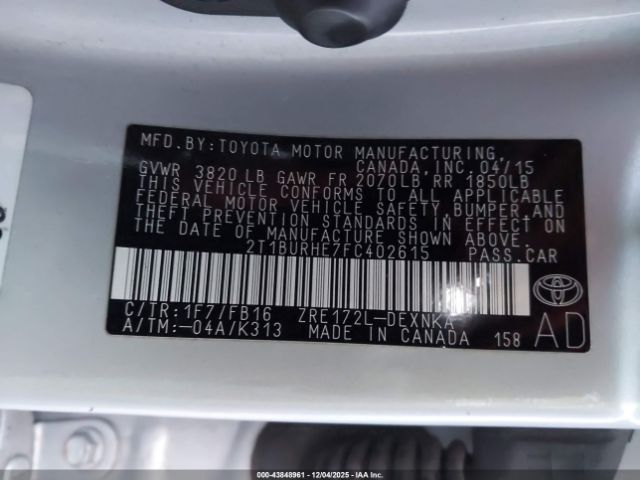 MFD.BY:TOYOTA MOTOR MANUFACTURING,
CANADA, INC. 04/15
GVWR 3820 LB GAWR FR 2070LB RR 1850LB
THIS VEHICLE CONFORMS TO ALL APPLICABLE
FEDERAL MOTOR VEHICLE SAFETY, BUMPER, AND
THEFT PREVENTION STANDARDS IN EFFECT ON
THE DATE OF MANUFACTURE SHOWN ABOVE.
2T1BURHE7FC402615 PASS.CAR
C/TR: 1F7/FB16 ZRE172L-DEXNKA
A/TM:-04A/K313 MADE IN CANADA 158 AD
000-43848961 - 12/04/2025 - IAA Corp.